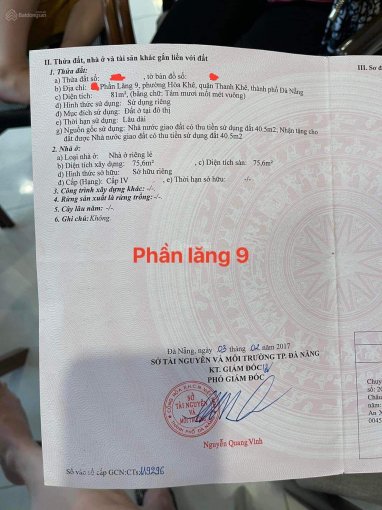 Batdongsan
II. Thửa đất, nhà ở và tài sản khác gắn liền với đất
1. Thửa đất:
a) Thửa đất số: , tờ bản đồ số:
b) Địa chỉ: Phần Lăng 9, phường Hòa Khê, quận Thanh Khê, thành phố Đà Nẵng
c) Diện tích: 81m², (bằng chữ: Tám mươi mốt mét vuông)
d) Hình thức sử dụng: Sử dụng riêng
đ) Mục đích sử dụng: Đất ở tại đô thị
e) Thời hạn sử dụng: Lâu dài
g) Nguồn gốc sử dụng: Nhà nước giao đất có thu tiền sử dụng đất 40.5m2; Nhận tặng cho
đất được Nhà nước giao đất có thu tiền sử dụng đất 40.5m2
2. Nhà ở:
a) Loại nhà ở: Nhà ở riêng lẻ
b) Diện tích xây dựng: 75,6m², c) Diện tích sàn: 75,6m²
d) Hình thức sở hữu: Sở hữu riêng
đ) Cấp (Hạng): Cấp IV , e) Thời hạn sở hữu: -/-
3. Công trình xây dựng khác: -/-
4. Rừng sản xuất là rừng trồng: -/-
5. Cây lâu năm: -/-
6. Ghi chú: Không.
III. Sơ đ
Phần lăng 9
Đà Nẵng, ngày 03 tháng 02 năm 2017
SỞ TÀI NGUYÊN VÀ MÔI TRƯỜNG TP. ĐÀ NẴNG
KT. GIÁM ĐỐC
PHÓ GIÁM ĐỐC
SỞ
TÀI NGUYÊN
VÀ
MÔI TRƯỜNG
Nguyễn Quang Vinh
Số vào sổ cấp GCN:CTs 119296
Chuy
số: 20
Châu
năm:
An X
0045